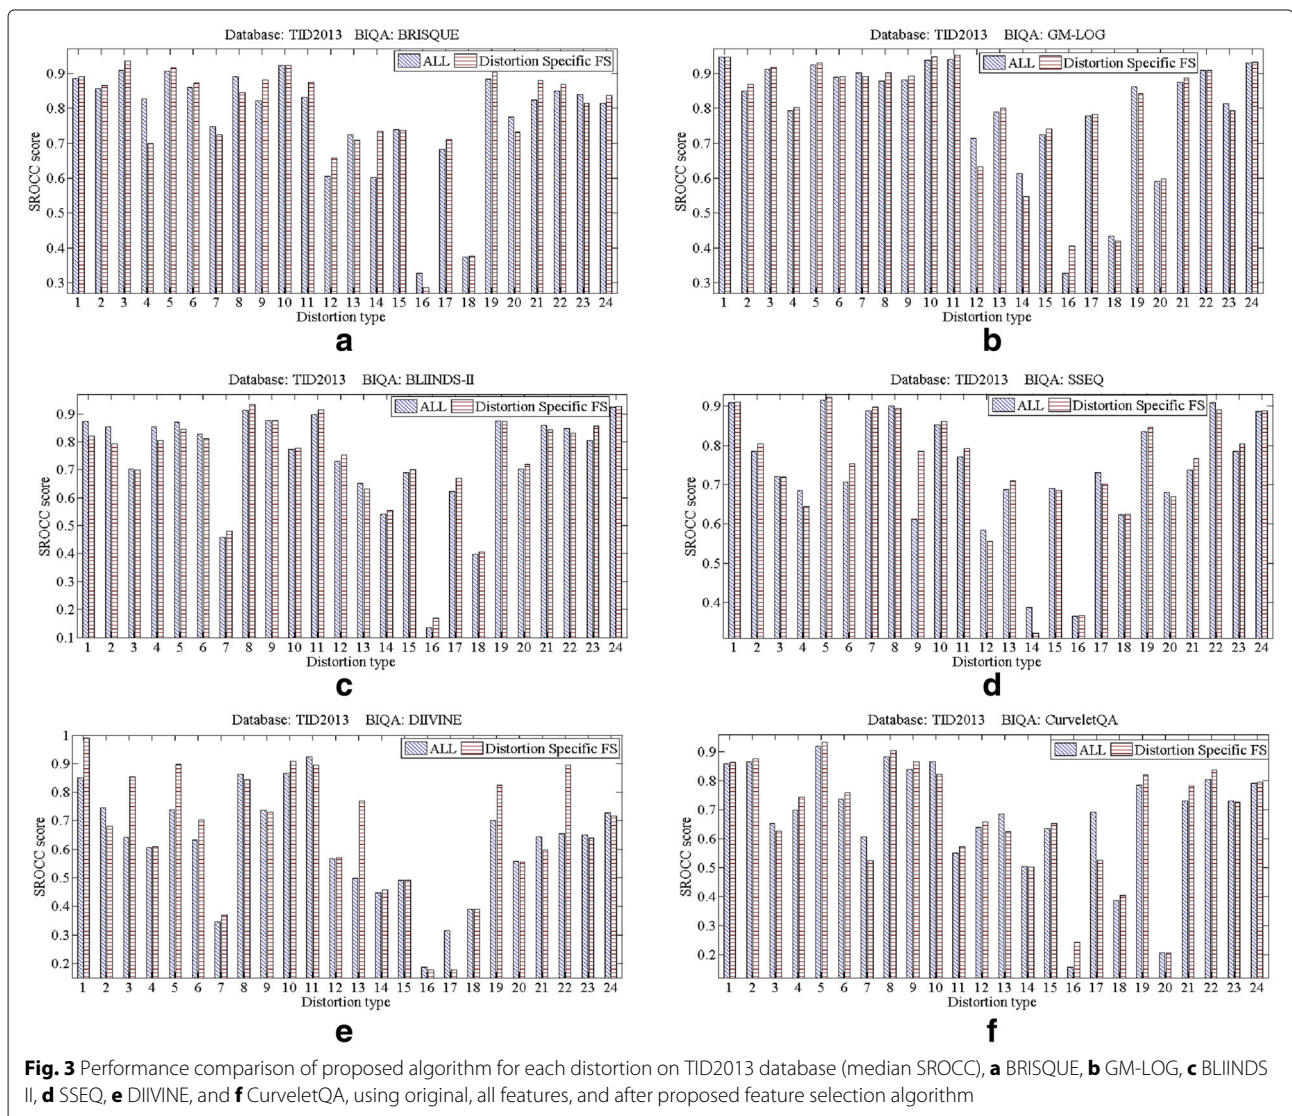 Database: TID2013 BIQA: BRISQUE
ALL Distortion Specific FS
SROCC score
0.9
0.8
0.7
0.6
0.5
0.4
0.3
1 2 3 4 5 6 7 8 9 10 11 12 13 14 15 16 17 18 19 20 21 22 23 24
Distortion type
a
Database: TID2013 BIQA: GM-LOG
ALL Distortion Specific FS
SROCC score
0.9
0.8
0.7
0.6
0.5
0.4
0.3
1 2 3 4 5 6 7 8 9 10 11 12 13 14 15 16 17 18 19 20 21 22 23 24
Distortion type
b
Database: TID2013 BIQA: BLIINDS-II
ALL Distortion Specific FS
SROCC score
0.9
0.8
0.7
0.6
0.5
0.4
0.3
0.2
0.1
1 2 3 4 5 6 7 8 9 10 11 12 13 14 15 16 17 18 19 20 21 22 23 24
Distortion type
c
Database: TID2013 BIQA: SSEQ
ALL Distortion Specific FS
SROCC score
0.9
0.8
0.7
0.6
0.5
0.4
1 2 3 4 5 6 7 8 9 10 11 12 13 14 15 16 17 18 19 20 21 22 23 24
Distortion type
d
Database: TID2013 BIQA: DIIVINE
ALL Distortion Specific FS
SROCC score
1
0.9
0.8
0.7
0.6
0.5
0.4
0.3
0.2
1 2 3 4 5 6 7 8 9 10 11 12 13 14 15 16 17 18 19 20 21 22 23 24
Distortion type
e
Database: TID2013 BIQA: CurveletQA
ALL Distortion Specific FS
SROCC score
0.9
0.8
0.7
0.6
0.5
0.4
0.3
0.2
1 2 3 4 5 6 7 8 9 10 11 12 13 14 15 16 17 18 19 20 21 22 23 24
Distortion type
f
Fig. 3 Performance comparison of proposed algorithm for each distortion on TID2013 database (median SROCC), a BRISQUE, b GM-LOG, c BLIINDS
II, d SSEQ, e DIIVINE, and f CurveletQA, using original, all features, and after proposed feature selection algorithm